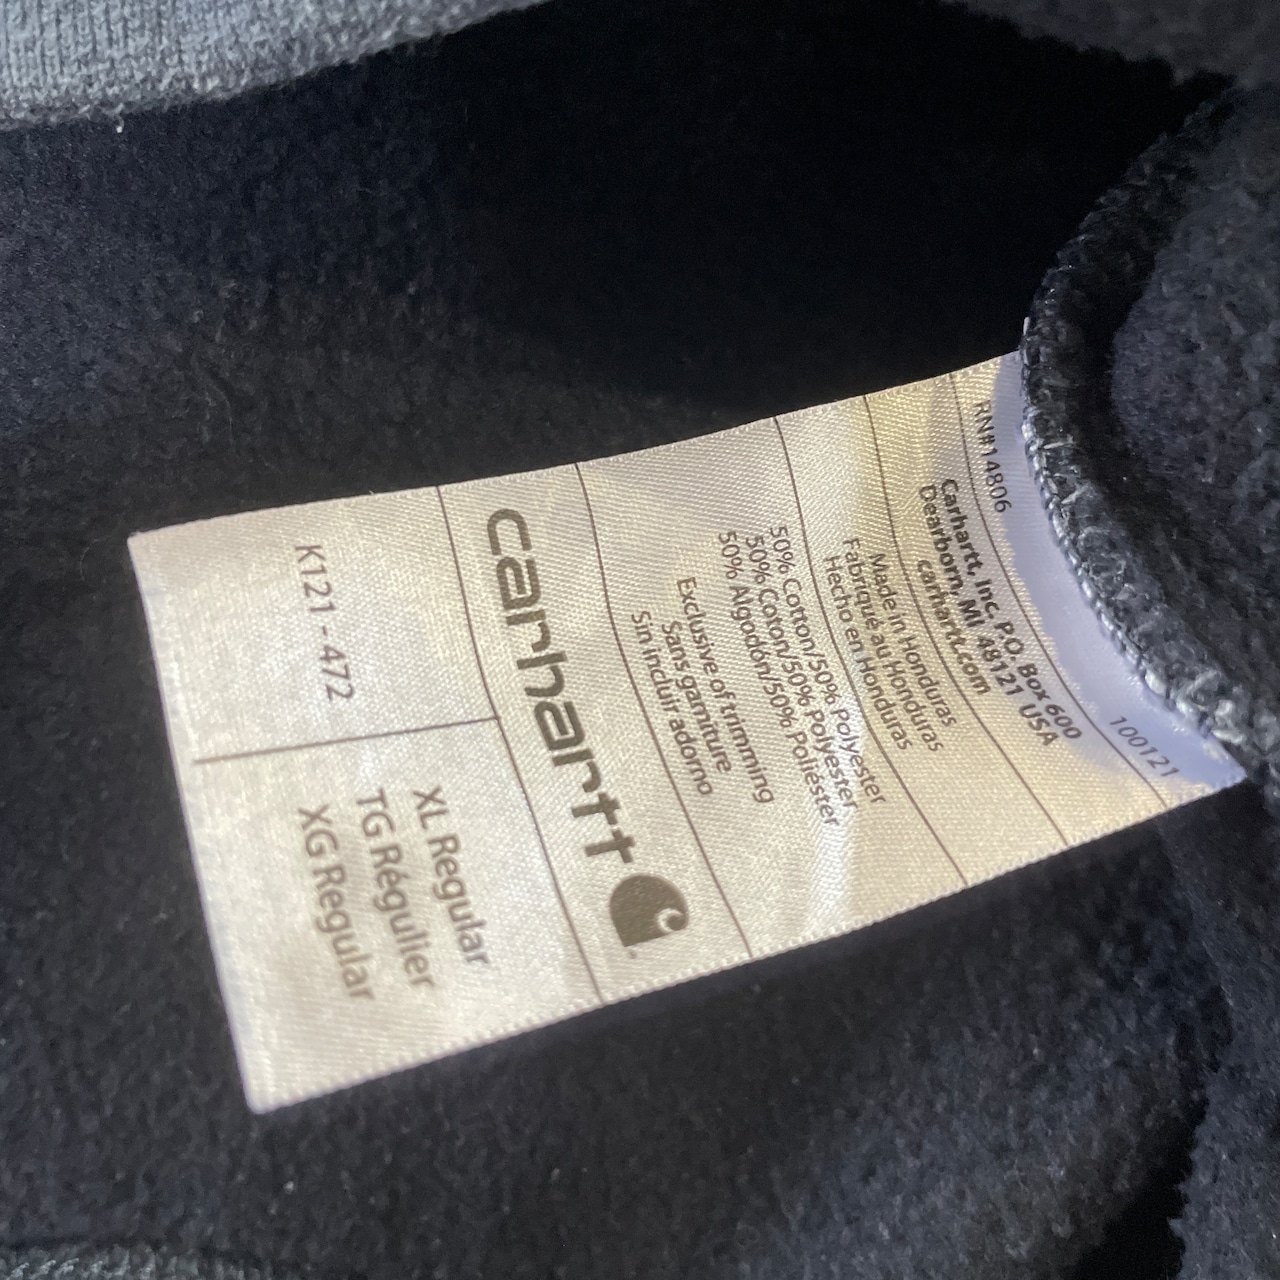 100121
RN#14806
Carhartt, Inc. P.O. Box 600
Dearborn, MI 48121 USA
carhartt.com
Made in Honduras
Fabriqué au Honduras
Hecho en Honduras
50% Cotton/50% Polyester
50% Coton/50% Polyester
50% Algodón/50% Poliéster
Exclusive of trimming
Sans garniture
Sin incluir adorno
carhartt
K121 - 472
XL Regular
TG Régulier
XG Regular